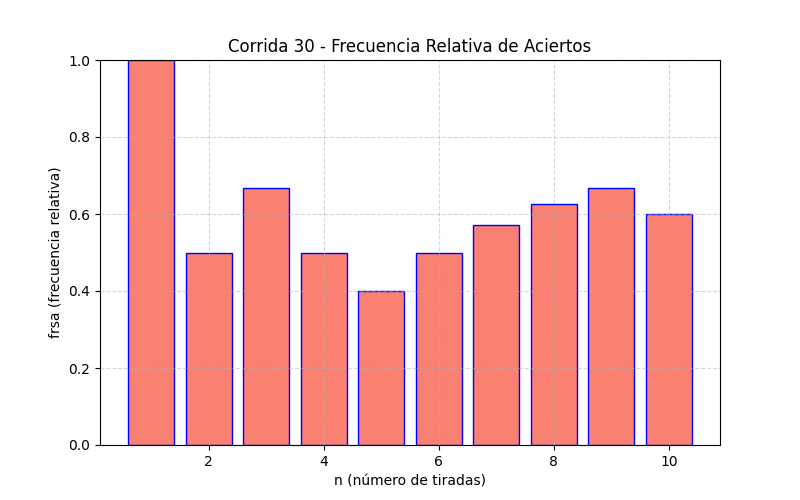 Corrida 30 - Frecuencia Relativa de Aciertos
frsa (frecuencia relativa)
1.0
0.8
0.6
0.4
0.2
0.0
2 4 6 8 10
n (número de tiradas)